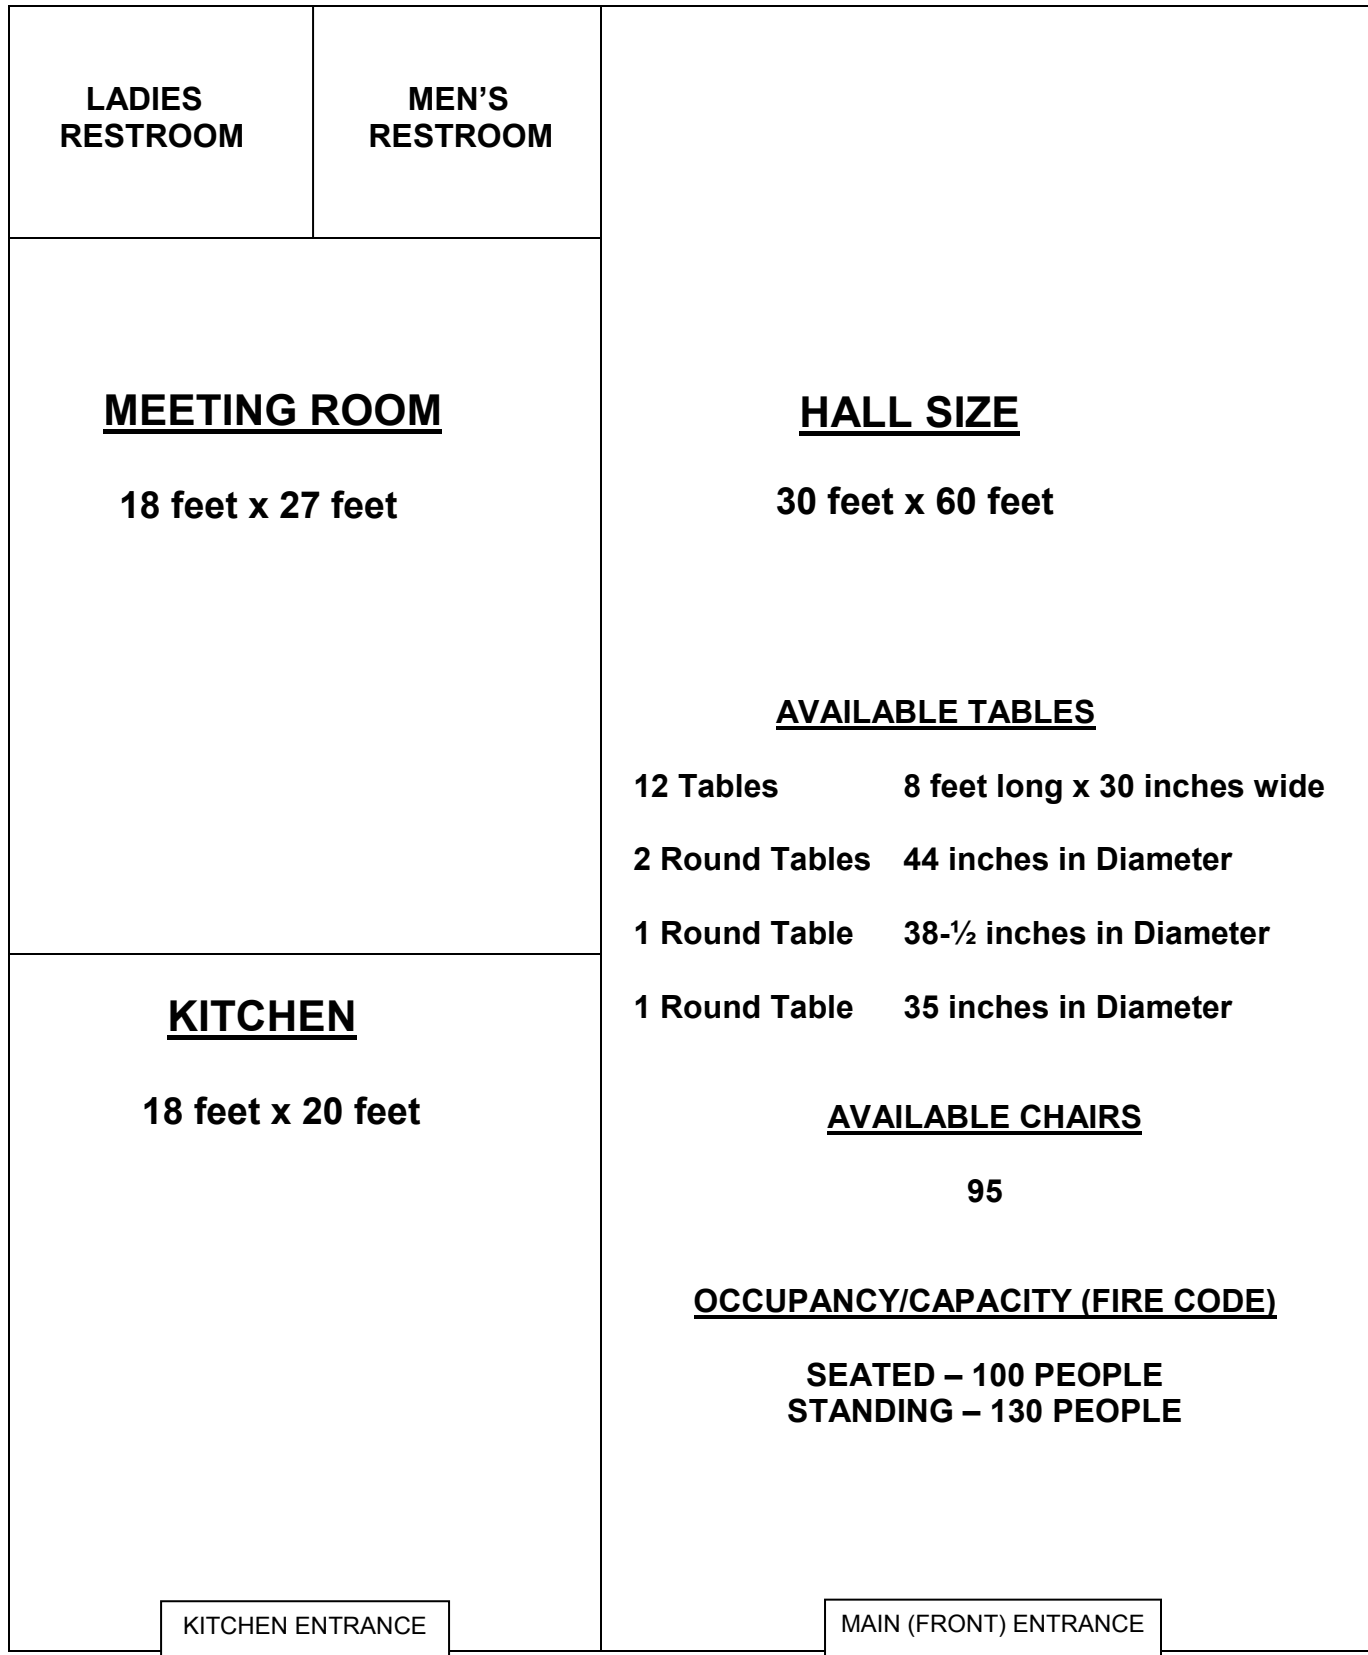 LADIES
RESTROOM
MEN’S
RESTROOM
MEETING ROOM
18 feet x 27 feet
HALL SIZE
30 feet x 60 feet
AVAILABLE TABLES
12 Tables 8 feet long x 30 inches wide
2 Round Tables 44 inches in Diameter
1 Round Table 38-½ inches in Diameter
1 Round Table 35 inches in Diameter
KITCHEN
18 feet x 20 feet
AVAILABLE CHAIRS
95
OCCUPANCY/CAPACITY (FIRE CODE)
SEATED – 100 PEOPLE
STANDING – 130 PEOPLE
KITCHEN ENTRANCE
MAIN (FRONT) ENTRANCE